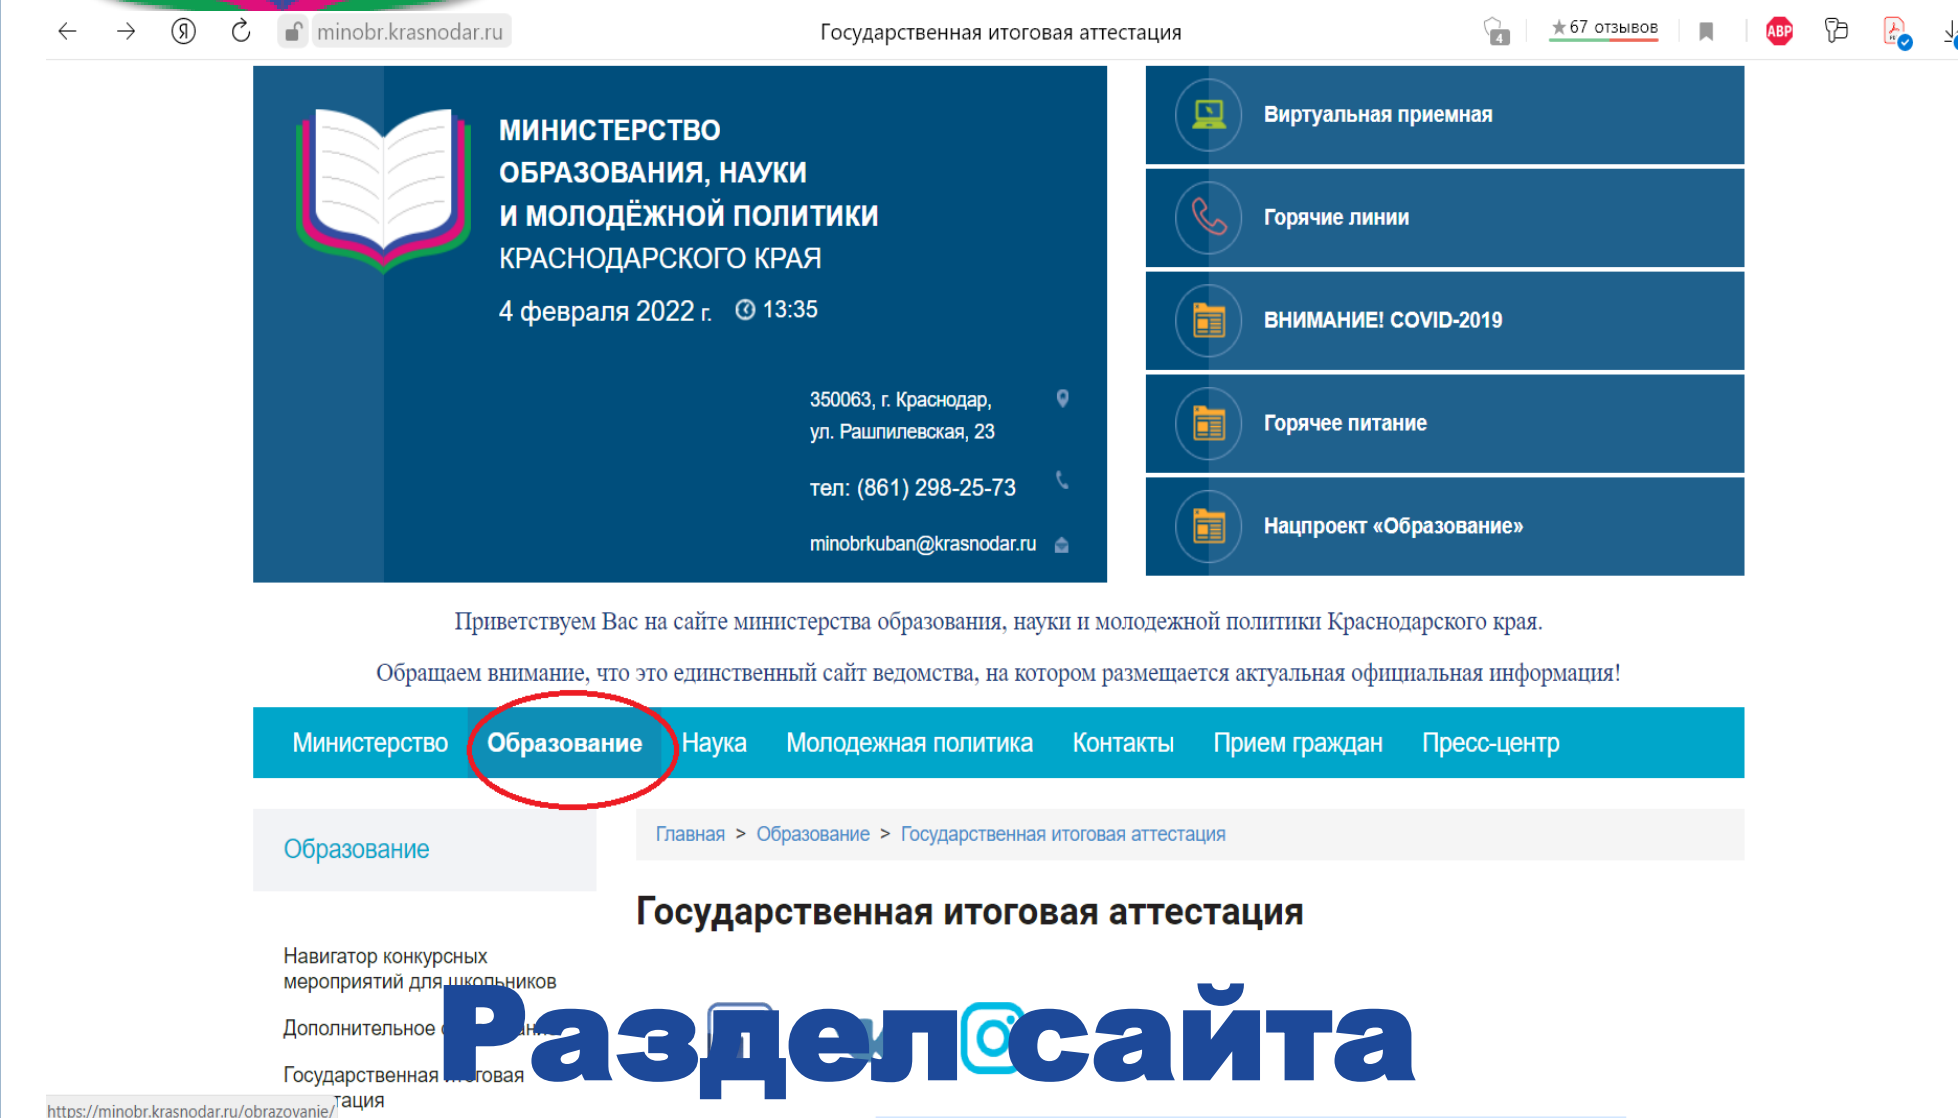 minobr.krasnodar.ru
Государственная итоговая аттестация
4
67 отзывов
ABP
МИНИСТЕРСТВО
ОБРАЗОВАНИЯ, НАУКИ
И МОЛОДЁЖНОЙ ПОЛИТИКИ
КРАСНОДАРСКОГО КРАЯ
4 февраля 2022 г. 13:35
350063, г. Краснодар,
ул. Рашпилевская, 23
тел: (861) 298-25-73
minobrkuban@krasnodar.ru
Виртуальная приемная
Горячие линии
ВНИМАНИЕ! COVID-2019
Горячее питание
Нацпроект «Образование»
Приветствуем Вас на сайте министерства образования, науки и молодежной политики Краснодарского края.
Обращаем внимание, что это единственный сайт ведомства, на котором размещается актуальная официальная информация!
Министерство Образование Наука Молодежная политика Контакты Прием граждан Пресс-центр
Образование
Главная > Образование > Государственная итоговая аттестация
Государственная итоговая аттестация
Навигатор конкурсных
мероприятий для школьников
Дополнительное
Государственная итоговая
тация
Раздел сайта
https://minobr.krasnodar.ru/obrazovanie/